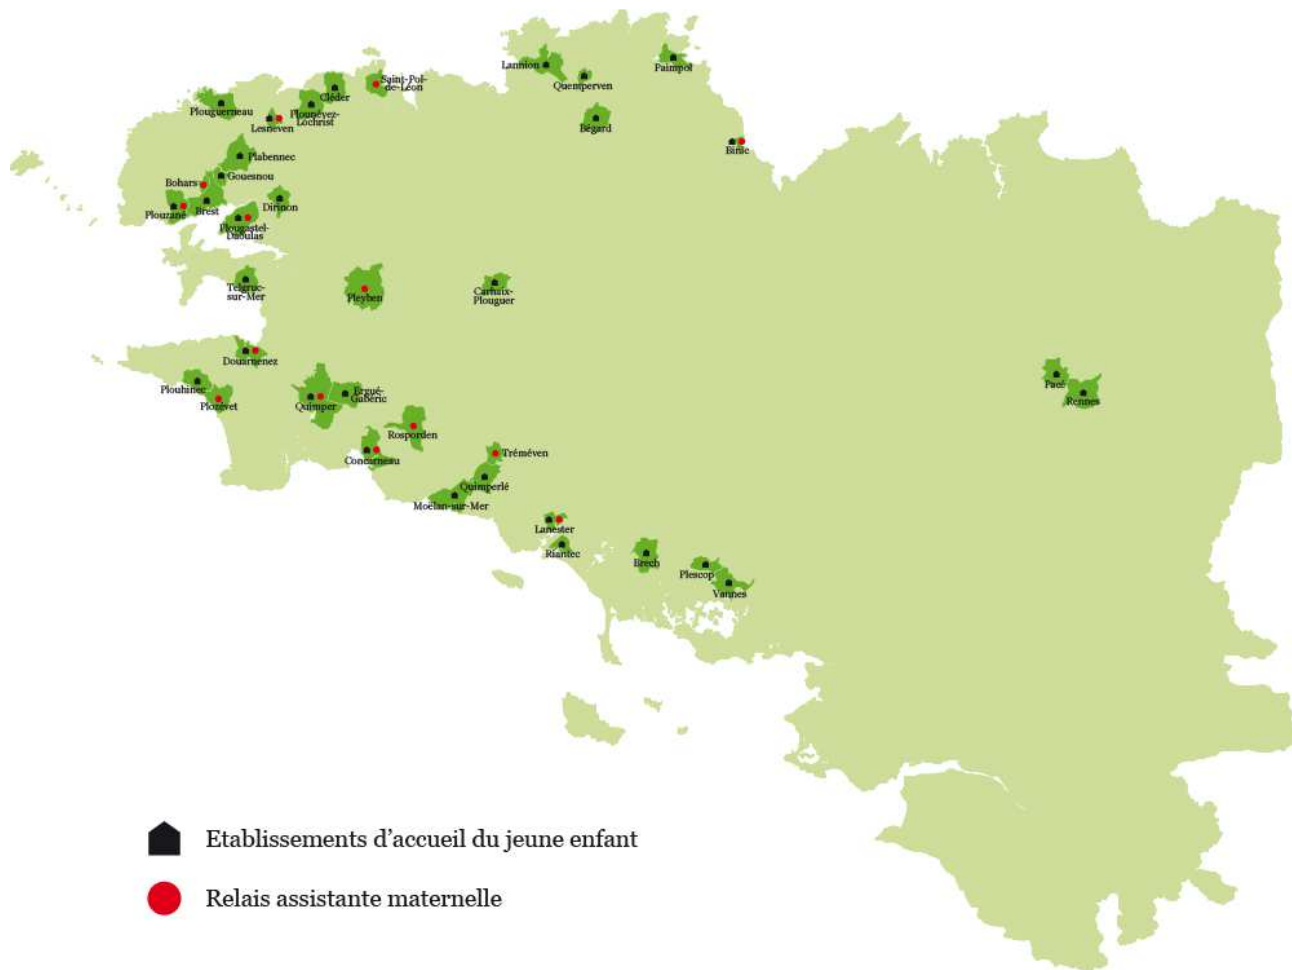 Lannion
Paimpol
Quemperven
Saint-Pol-
de-Léon
Cléder
Plouguerneau
Plounévez-
Lochrist
Lesneven
Bégard
Binic
Plabennec
Gouesnou
Bohars
Brest
Plouzané
Dirinon
Plougastel-
Daoulas
Telgruc-
sur-Mer
Pleyben
Carhaix-
Plouguer
Douarnenez
Plouhinec
Plozévet
Quimper
Ergué-
Gabéric
Pacé
Rennes
Rosporden
Concarneau
Tréméven
Quimperlé
Moëlan-sur-Mer
Lanester
Riantec
Brech
Plescop
Vannes
Etablissements d’accueil du jeune enfant
Relais assistante maternelle